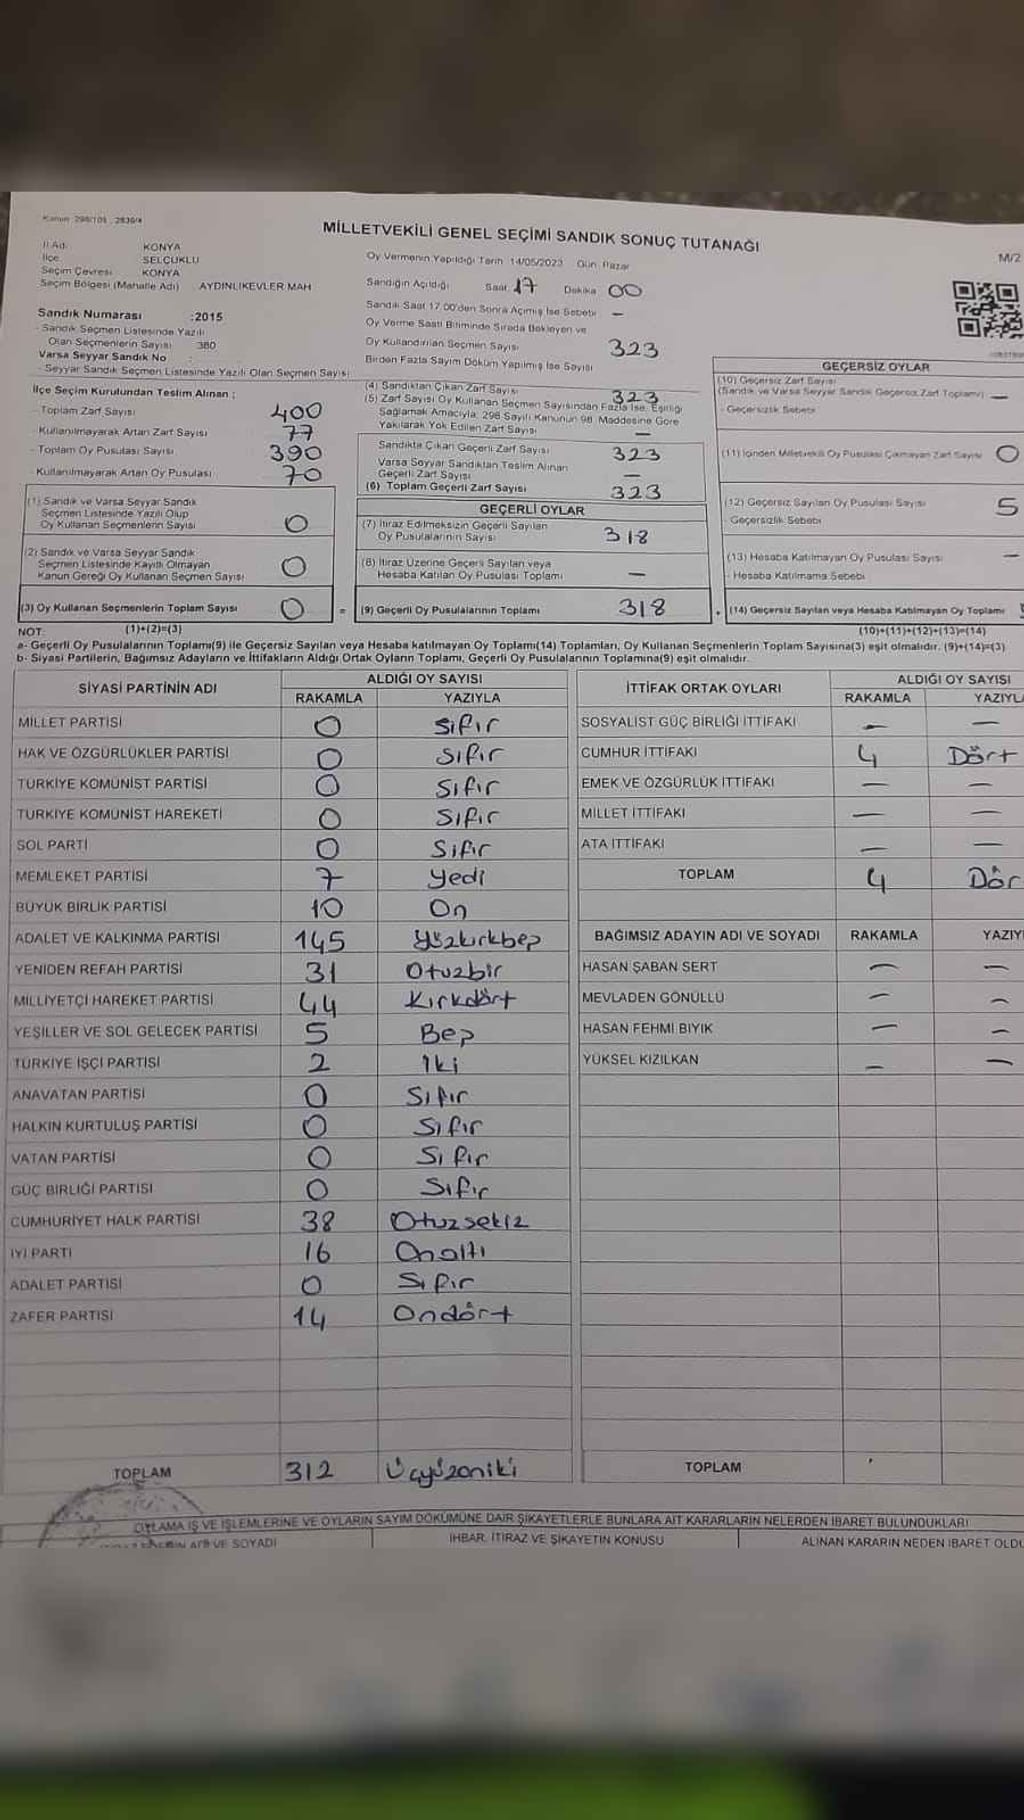 MİLLETVEKİLİ GENEL SEÇİMİ SANDIK SONUÇ TUTANAĞI
M/2
İl Adı: KONYA
İlçe SELÇUKLU
Seçim Çevresi KONYA
Seçim Bölgesi (Mahalle Adı) AYDINLIKEVLER MAH
Oy Vermenin Yapıldığı Tarih 14/05/2023 Gün Pazar
Sandığın Açıldığı Saat 17 Dakika 00
Sandık Saat 17.00'den Sonra Açılmış İse Sebebi -
Oy Verme Saati Bitiminde Sırada Bekleyen ve
Oy Kullandırılan Seçmen Sayısı 323
Birden Fazla Sayım Döküm Yapılmış İse Sayısı
Sandık Numarası :2015
- Sandık Seçmen Listesinde Yazılı
Olan Seçmenlerin Sayısı 380
Varsa Seyyar Sandık No :
- Seyyar Sandık Seçmen Listesinde Yazılı Olan Seçmen Sayısı
İlçe Seçim Kurulundan Teslim Alınan ;
- Toplam Zarf Sayısı 400
- Kullanılmayarak Artan Zarf Sayısı 77
- Toplam Oy Pusulası Sayısı 390
- Kullanılmayarak Artan Oy Pusulası 70
(1) Sandık ve Varsa Seyyar Sandık
Seçmen Listesinde Yazılı Olup
Oy Kullanan Seçmenlerin Sayısı 0
(2) Sandık ve Varsa Seyyar Sandık
Seçmen Listesinde Kayıtlı Olmayan
Kanun Gereği Oy Kullanan Seçmen Sayısı 0
(3) Oy Kullanan Seçmenlerin Toplam Sayısı 0 =
(4) Sandıktan Çıkan Zarf Sayısı 323
(5) Zarf Sayısı Oy Kullanan Seçmen Sayısından Fazla İse, Eşitliği
Sağlamak Amacıyla; 298 Sayılı Kanunun 98. Maddesine Göre
Yakılarak Yok Edilen Zarf Sayısı -
Sandıkta Çıkan Geçerli Zarf Sayısı 323
Varsa Seyyar Sandıktan Teslim Alınan
Geçerli Zarf Sayısı -
(6) Toplam Geçerli Zarf Sayısı 323
GEÇERLİ OYLAR
(7) İtiraz Edilmeksizin Geçerli Sayılan
Oy Pusulalarının Sayısı 318
(8) İtiraz Üzerine Geçerli Sayılan veya
Hesaba Katılan Oy Pusulası Toplamı -
(9) Geçerli Oy Pusulalarının Toplamı 318
GEÇERSİZ OYLAR
(10) Geçersiz Zarf Sayısı
(Sandık ve Varsa Seyyar Sandık Geçersiz Zarf Toplamı) -
- Geçersizlik Sebebi
(11) İçinden Milletvekili Oy Pusulası Çıkmayan Zarf Sayısı 0
(12) Geçersiz Sayılan Oy Pusulası Sayısı 5
Geçersizlik Sebebi
(13) Hesaba Katılmayan Oy Pusulası Sayısı -
- Hesaba Katılmama Sebebi
(14) Geçersiz Sayılan veya Hesaba Katılmayan Oy Toplamı
NOT: (1)+(2)=(3) (10)+(11)+(12)+(13)=(14)
a- Geçerli Oy Pusulalarının Toplamı(9) ile Geçersiz Sayılan veya Hesaba katılmayan Oy Toplamı(14) Toplamları, Oy Kullanan Seçmenlerin Toplam Sayısına(3) eşit olmalıdır. (9)+(14)=(3)
b- Siyasi Partilerin, Bağımsız Adayların ve İttifakların Aldığı Ortak Oyların Toplamı, Geçerli Oy Pusulalarının Toplamına(9) eşit olmalıdır.
SİYASİ PARTİNİN ADI ALDIĞI OY SAYISI
RAKAMLA YAZIYLA
MİLLET PARTİSİ 0 Sıfır
HAK VE ÖZGÜRLÜKLER PARTİSİ 0 Sıfır
TÜRKİYE KOMÜNİST PARTİSİ 0 Sıfır
TÜRKİYE KOMÜNİST HAREKETİ 0 Sıfır
SOL PARTİ 0 Sıfır
MEMLEKET PARTİSİ 7 Yedi
BÜYÜK BİRLİK PARTİSİ 10 On
ADALET VE KALKINMA PARTİSİ 145 Yüzkırkbeş
YENİDEN REFAH PARTİSİ 31 Otuzbir
MİLLİYETÇİ HAREKET PARTİSİ 44 Kırkdört
YEŞİLLER VE SOL GELECEK PARTİSİ 5 Beş
TÜRKİYE İŞÇİ PARTİSİ 2 İki
ANAVATAN PARTİSİ 0 Sıfır
HALKIN KURTULUŞ PARTİSİ 0 Sıfır
VATAN PARTİSİ 0 Sıfır
GÜÇ BİRLİĞİ PARTİSİ 0 Sıfır
CUMHURİYET HALK PARTİSİ 38 Otuzsekiz
İYİ PARTİ 16 Onaltı
ADALET PARTİSİ 0 Sıfır
ZAFER PARTİSİ 14 Ondört
TOPLAM 312 Üçyüzoniki
İTTİFAK ORTAK OYLARI ALDIĞI OY SAYISI
RAKAMLA YAZIYLA
SOSYALİST GÜÇ BİRLİĞİ İTTİFAKI - -
CUMHUR İTTİFAKI 4 Dört
EMEK VE ÖZGÜRLÜK İTTİFAKI - -
MİLLET İTTİFAKI - -
ATA İTTİFAKI - -
TOPLAM 4 Dör
BAĞIMSIZ ADAYIN ADI VE SOYADI RAKAMLA YAZIY
HASAN ŞABAN SERT - -
MEVLADEN GÖNÜLLÜ - -
HASAN FEHMİ BIYIK - -
YÜKSEL KIZILKAN - -
TOPLAM
OYLAMA İŞ VE İŞLEMLERİNE VE OYLARIN SAYIM DÖKÜMÜNE DAİR ŞİKAYETLERLE BUNLARA AİT KARARLARIN NELERDEN İBARET BULUNDUKLARI
ADI VE SOYADI İHBAR, İTİRAZ VE ŞİKAYETİN KONUSU ALINAN KARARIN NEDEN İBARET OLDU